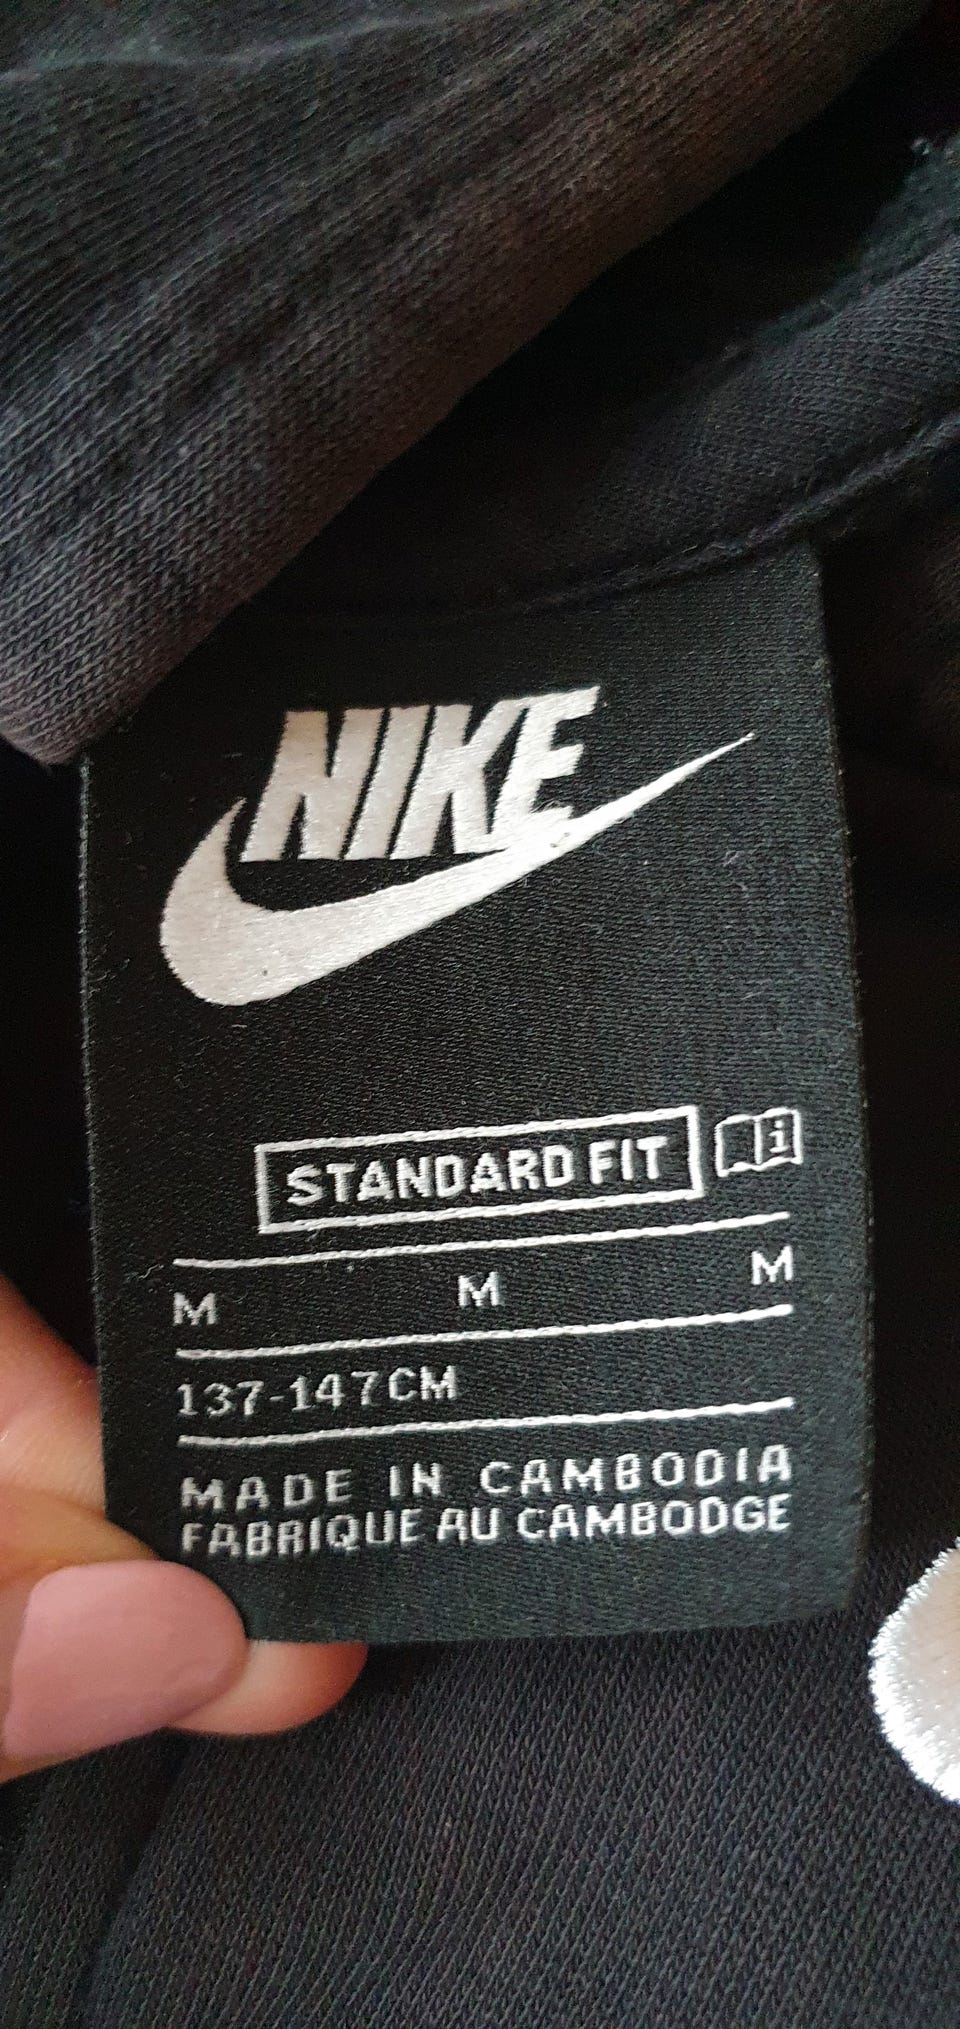 NIKE
STANDARD FIT i
M M M
137-147CM
MADE IN CAMBODIA
FABRIQUE AU CAMBODGE